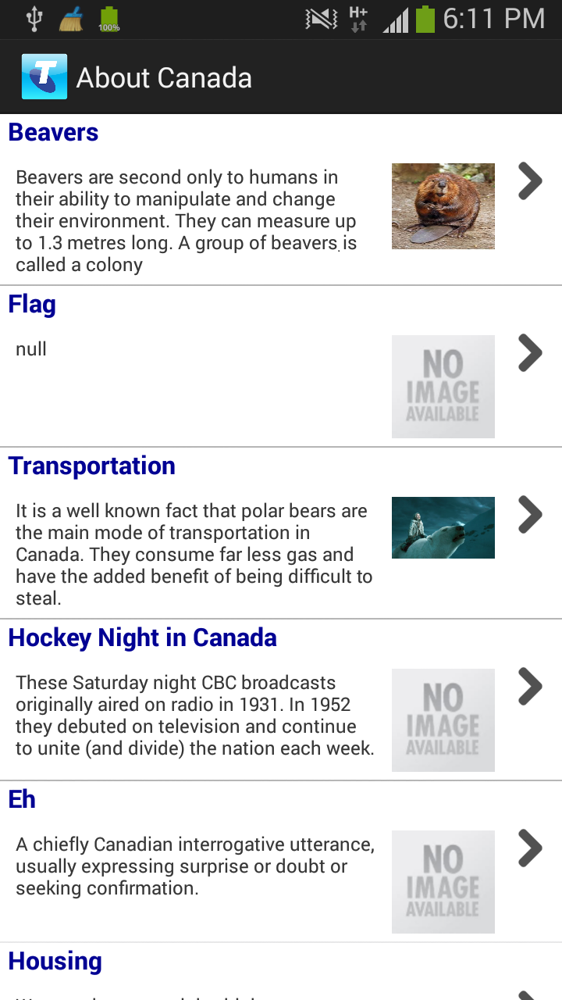 100%
H+
6:11 PM
T
About Canada
Beavers
Beavers are second only to humans in
their ability to manipulate and change
their environment. They can measure up
to 1.3 metres long. A group of beavers is
called a colony
Flag
null
NO
IMAGE
AVAILABLE
Transportation
It is a well known fact that polar bears are
the main mode of transportation in
Canada. They consume far less gas and
have the added benefit of being difficult to
steal.
Hockey Night in Canada
These Saturday night CBC broadcasts
originally aired on radio in 1931. In 1952
they debuted on television and continue
to unite (and divide) the nation each week.
NO
IMAGE
AVAILABLE
Eh
A chiefly Canadian interrogative utterance,
usually expressing surprise or doubt or
seeking confirmation.
NO
IMAGE
AVAILABLE
Housing